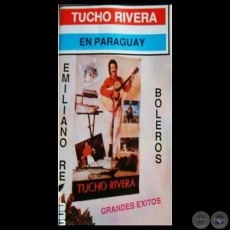 TUCHO RIVERA
EN PARAGUAY
EMILIANO RE
BOLEROS
TUCHO RIVERA
GRANDES EXITOS